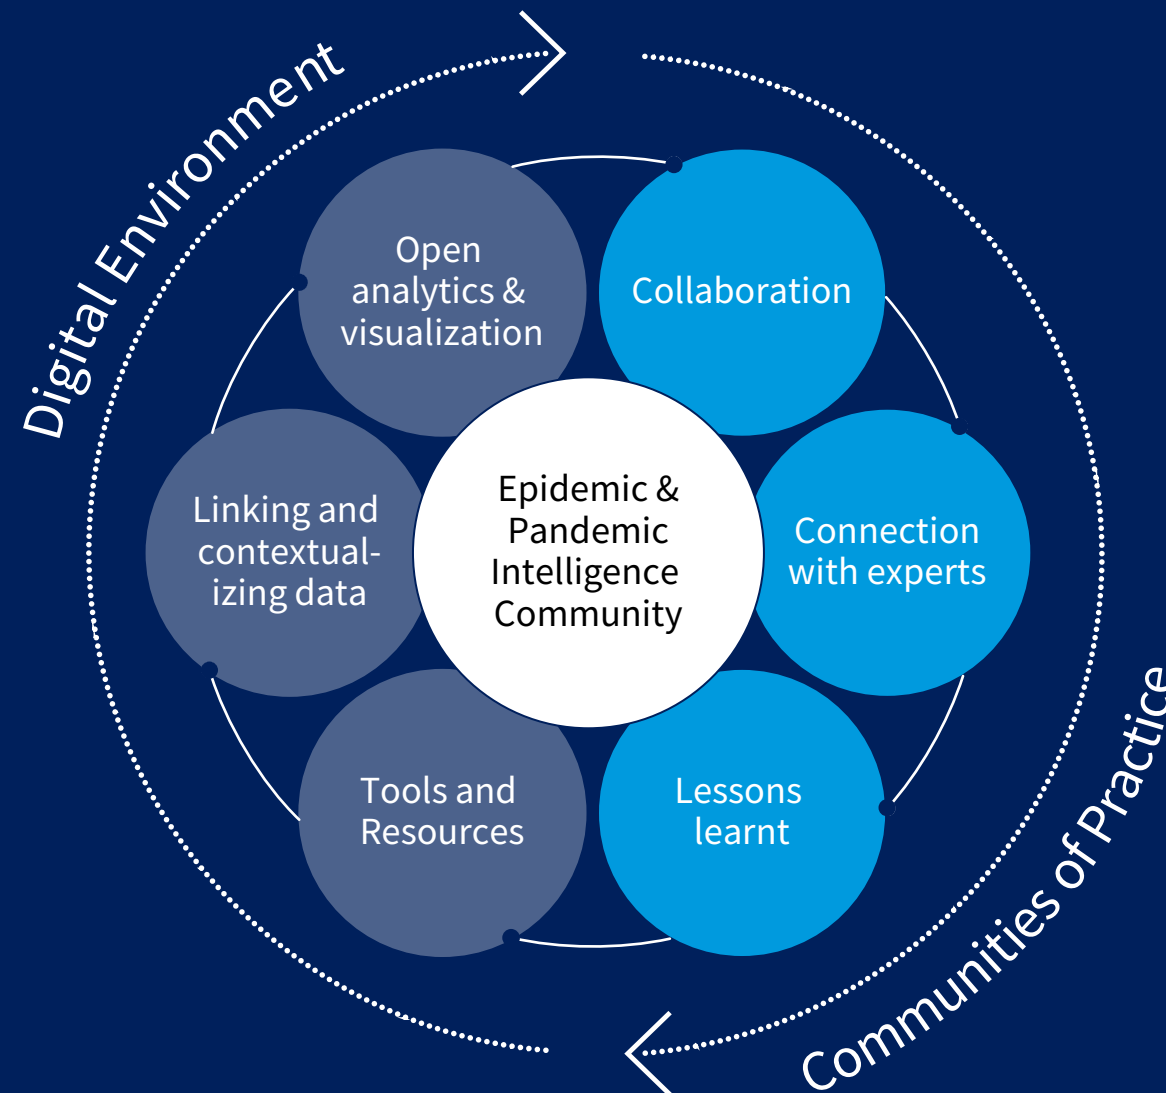 Digital Environment
Open
analytics &
visualization
Collaboration
Linking and
contextual-
izing data
Epidemic &
Pandemic
Intelligence
Community
Connection
with experts
Tools and
Resources
Lessons
learnt
Communities of Practice